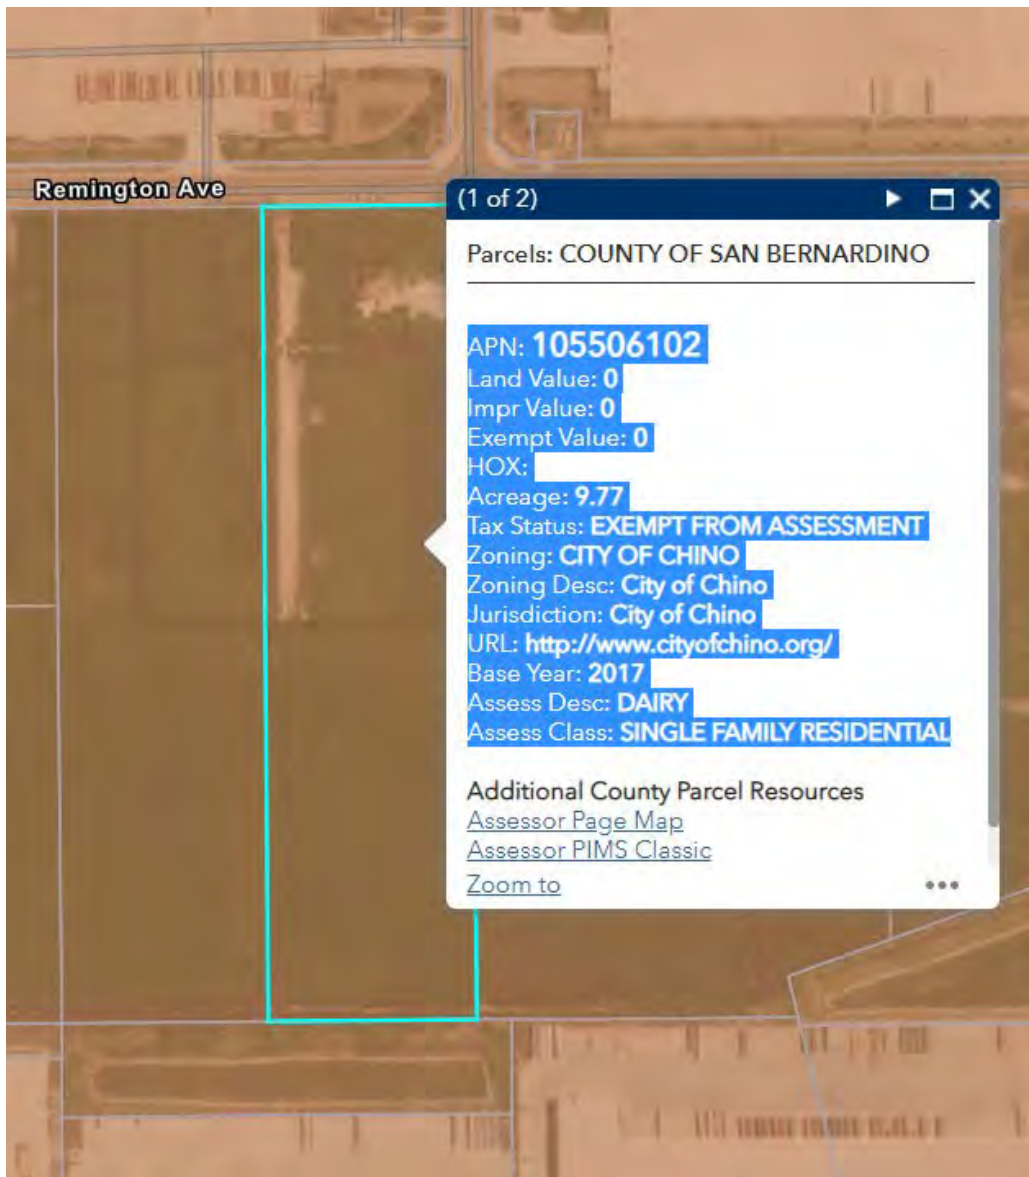 Remington Ave
(1 of 2)
Parcels: COUNTY OF SAN BERNARDINO
APN: 105506102
Land Value: 0
Impr Value: 0
Exempt Value: 0
HOX:
Acreage: 9.77
Tax Status: EXEMPT FROM ASSESSMENT
Zoning: CITY OF CHINO
Zoning Desc: City of Chino
Jurisdiction: City of Chino
URL: http://www.cityofchino.org/
Base Year: 2017
Assess Desc: DAIRY
Assess Class: SINGLE FAMILY RESIDENTIAL
Additional County Parcel Resources
Assessor Page Map
Assessor PIMS Classic
Zoom to